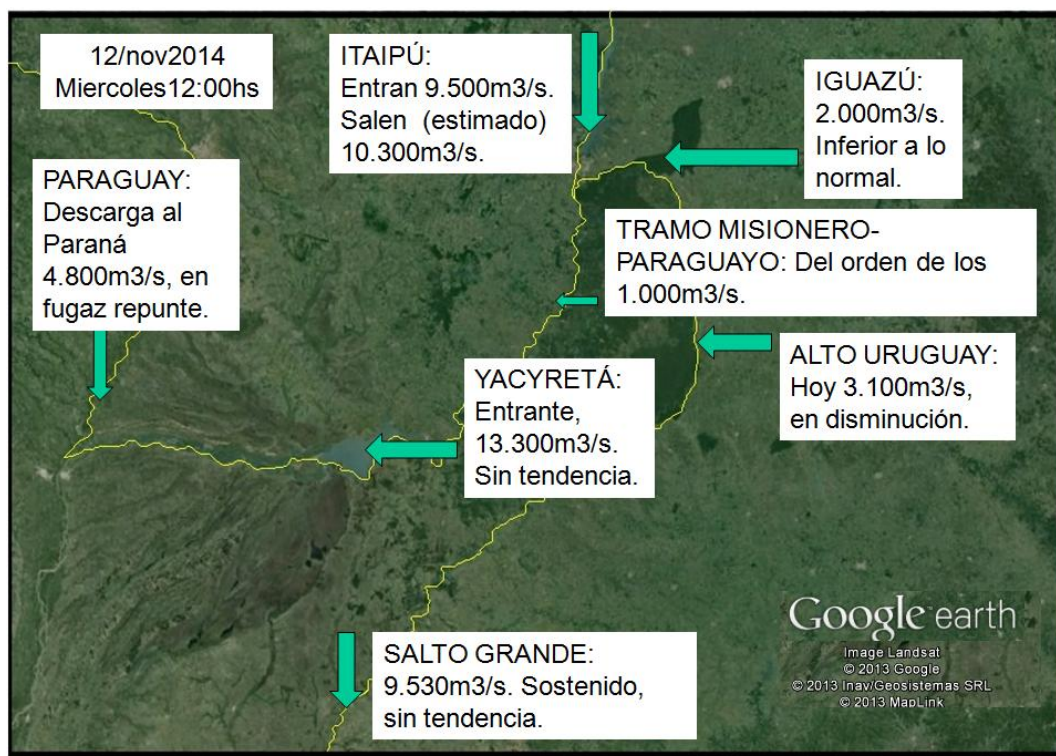 12/nov2014
Miercoles12:00hs
ITAIPÚ:
Entran 9.500m3/s.
Salen (estimado)
10.300m3/s.
IGUAZÚ:
2.000m3/s.
Inferior a lo
normal.
PARAGUAY:
Descarga al
Paraná
4.800m3/s, en
fugaz repunte.
TRAMO MISIONERO-
PARAGUAYO: Del orden de los
1.000m3/s.
ALTO URUGUAY:
Hoy 3.100m3/s,
en disminución.
YACYRETÁ:
Entrante,
13.300m3/s.
Sin tendencia.
SALTO GRANDE:
9.530m3/s. Sostenido,
sin tendencia.
Google earth
Image Landsat
© 2013 Google
© 2013 Inav/Geosistemas SRL
© 2013 MapLink